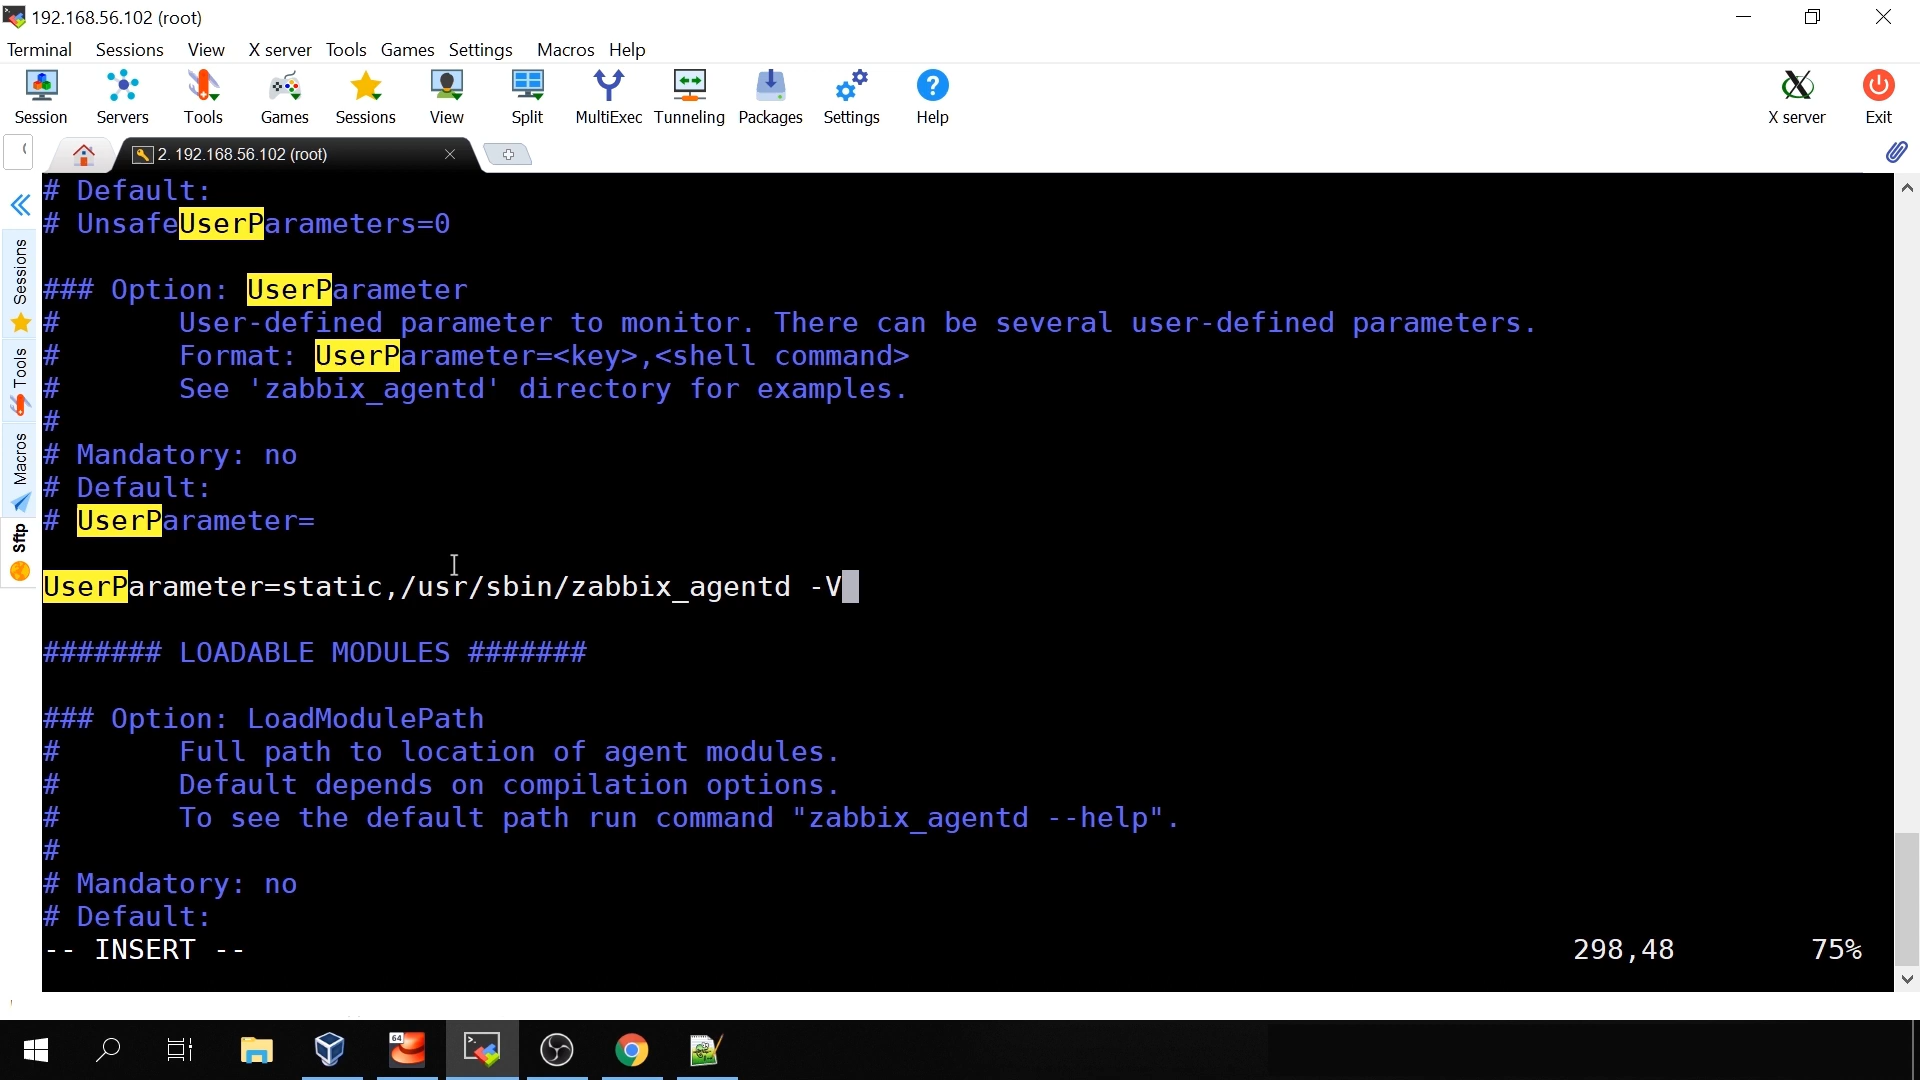 192.168.56.102 (root)
Terminal Sessions View X server Tools Games Settings Macros Help
Session Servers Tools Games Sessions View Split MultiExec Tunneling Packages Settings Help X server Exit
2. 192.168.56.102 (root)
Sessions
Tools
Macros
Sftp
# Default:
# UnsafeUserParameters=0
### Option: UserParameter
#       User-defined parameter to monitor. There can be several user-defined parameters.
#       Format: UserParameter=<key>,<shell command>
#       See 'zabbix_agentd' directory for examples.
#
# Mandatory: no
# Default:
# UserParameter=
UserParameter=static,/usr/sbin/zabbix_agentd -V
####### LOADABLE MODULES #######
### Option: LoadModulePath
#       Full path to location of agent modules.
#       Default depends on compilation options.
#       To see the default path run command "zabbix_agentd --help".
#
# Mandatory: no
# Default:
-- INSERT -- 298,48 75%
64